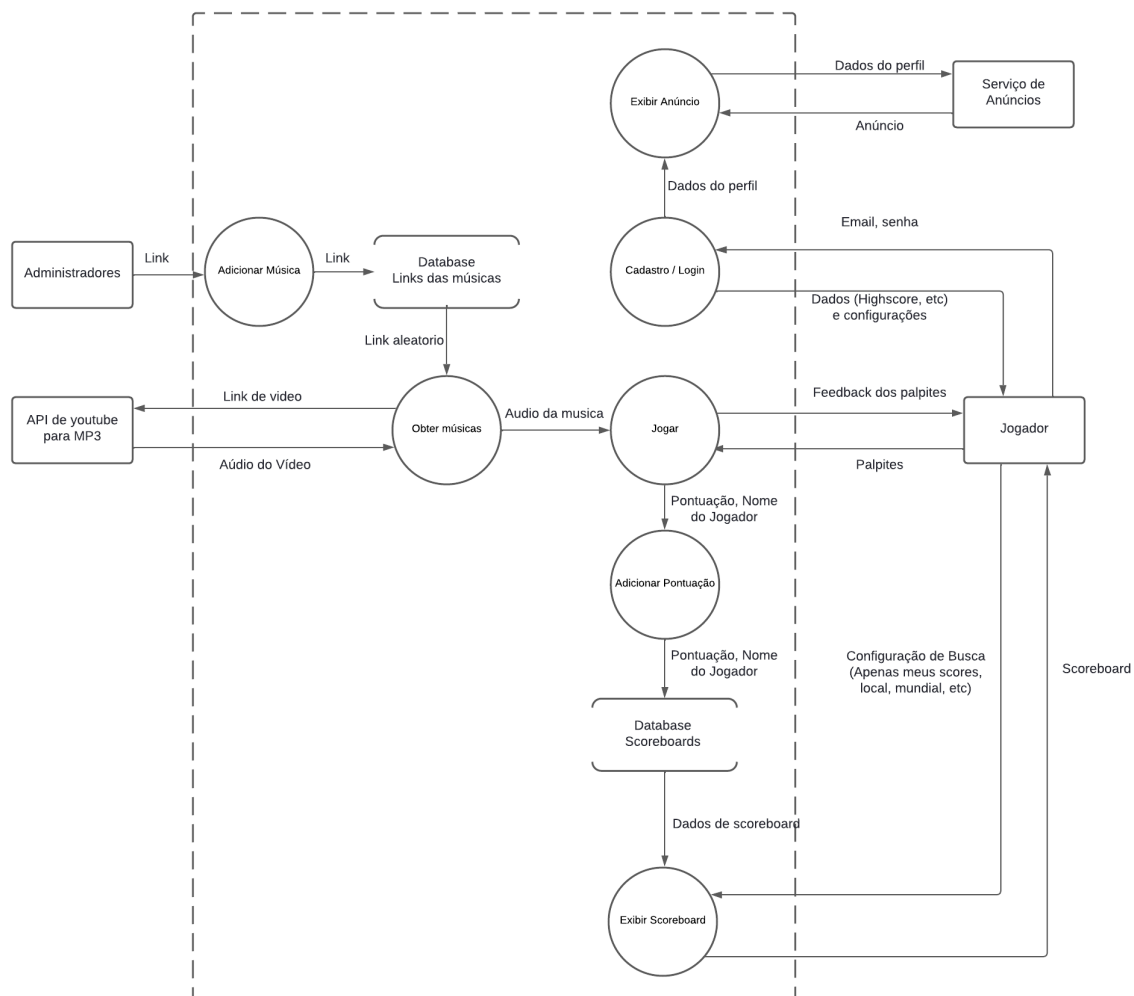 Dados do perfil
Serviço de
Anúncios
Exibir Anúncio
Anúncio
Dados do perfil
Email, senha
Administradores
Link
Adicionar Música
Link
Database
Links das músicas
Cadastro / Login
Dados (Highscore, etc)
e configurações
Link aleatorio
Link de video
Feedback dos palpites
API de youtube
para MP3
Obter músicas
Audio da musica
Jogar
Jogador
Aúdio do Vídeo
Palpites
Pontuação, Nome
do Jogador
Adicionar Pontuação
Pontuação, Nome
do Jogador
Configuração de Busca
(Apenas meus scores,
local, mundial, etc)
Scoreboard
Database
Scoreboards
Dados de scoreboard
Exibir Scoreboard